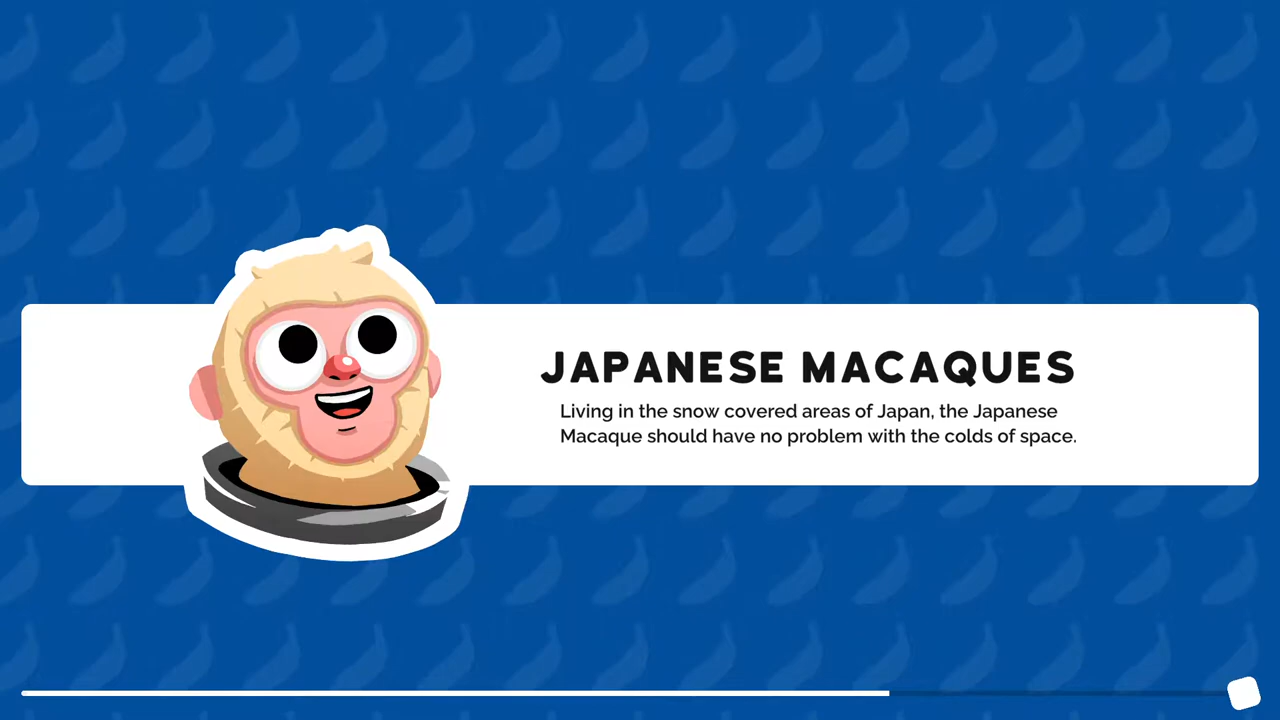 JAPANESE MACAQUES
Living in the snow covered areas of Japan, the Japanese
Macaque should have no problem with the colds of space.